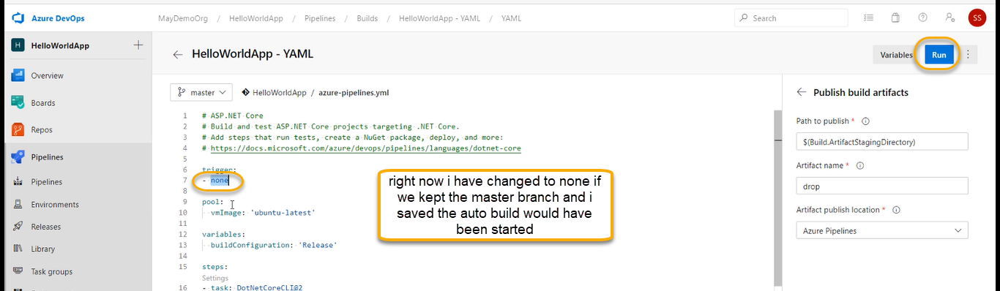 Azure DevOps
MayDemoOrg / HelloWorldApp / Pipelines / Builds / HelloWorldApp - YAML / YAML
Search
SS
H HelloWorldApp
Overview
Boards
Repos
Pipelines
Pipelines
Environments
Releases
Library
Task groups
HelloWorldApp - YAML
Variables
Run
master
HelloWorldApp / azure-pipelines.yml
1 # ASP.NET Core
2 # Build and test ASP.NET Core projects targeting .NET Core.
3 # Add steps that run tests, create a NuGet package, deploy, and more:
4 # https://docs.microsoft.com/azure/devops/pipelines/languages/dotnet-core
5
6 trigger:
7 - none
8
9 pool:
10 vmImage: 'ubuntu-latest'
11
12 variables:
13 buildConfiguration: 'Release'
14
15 steps:
Settings
16 - task: DotNetCoreCLI@2
right now i have changed to none if
we kept the master branch and i
saved the auto build would have
been started
Publish build artifacts
Path to publish *
$(Build.ArtifactStagingDirectory)
Artifact name *
drop
Artifact publish location *
Azure Pipelines